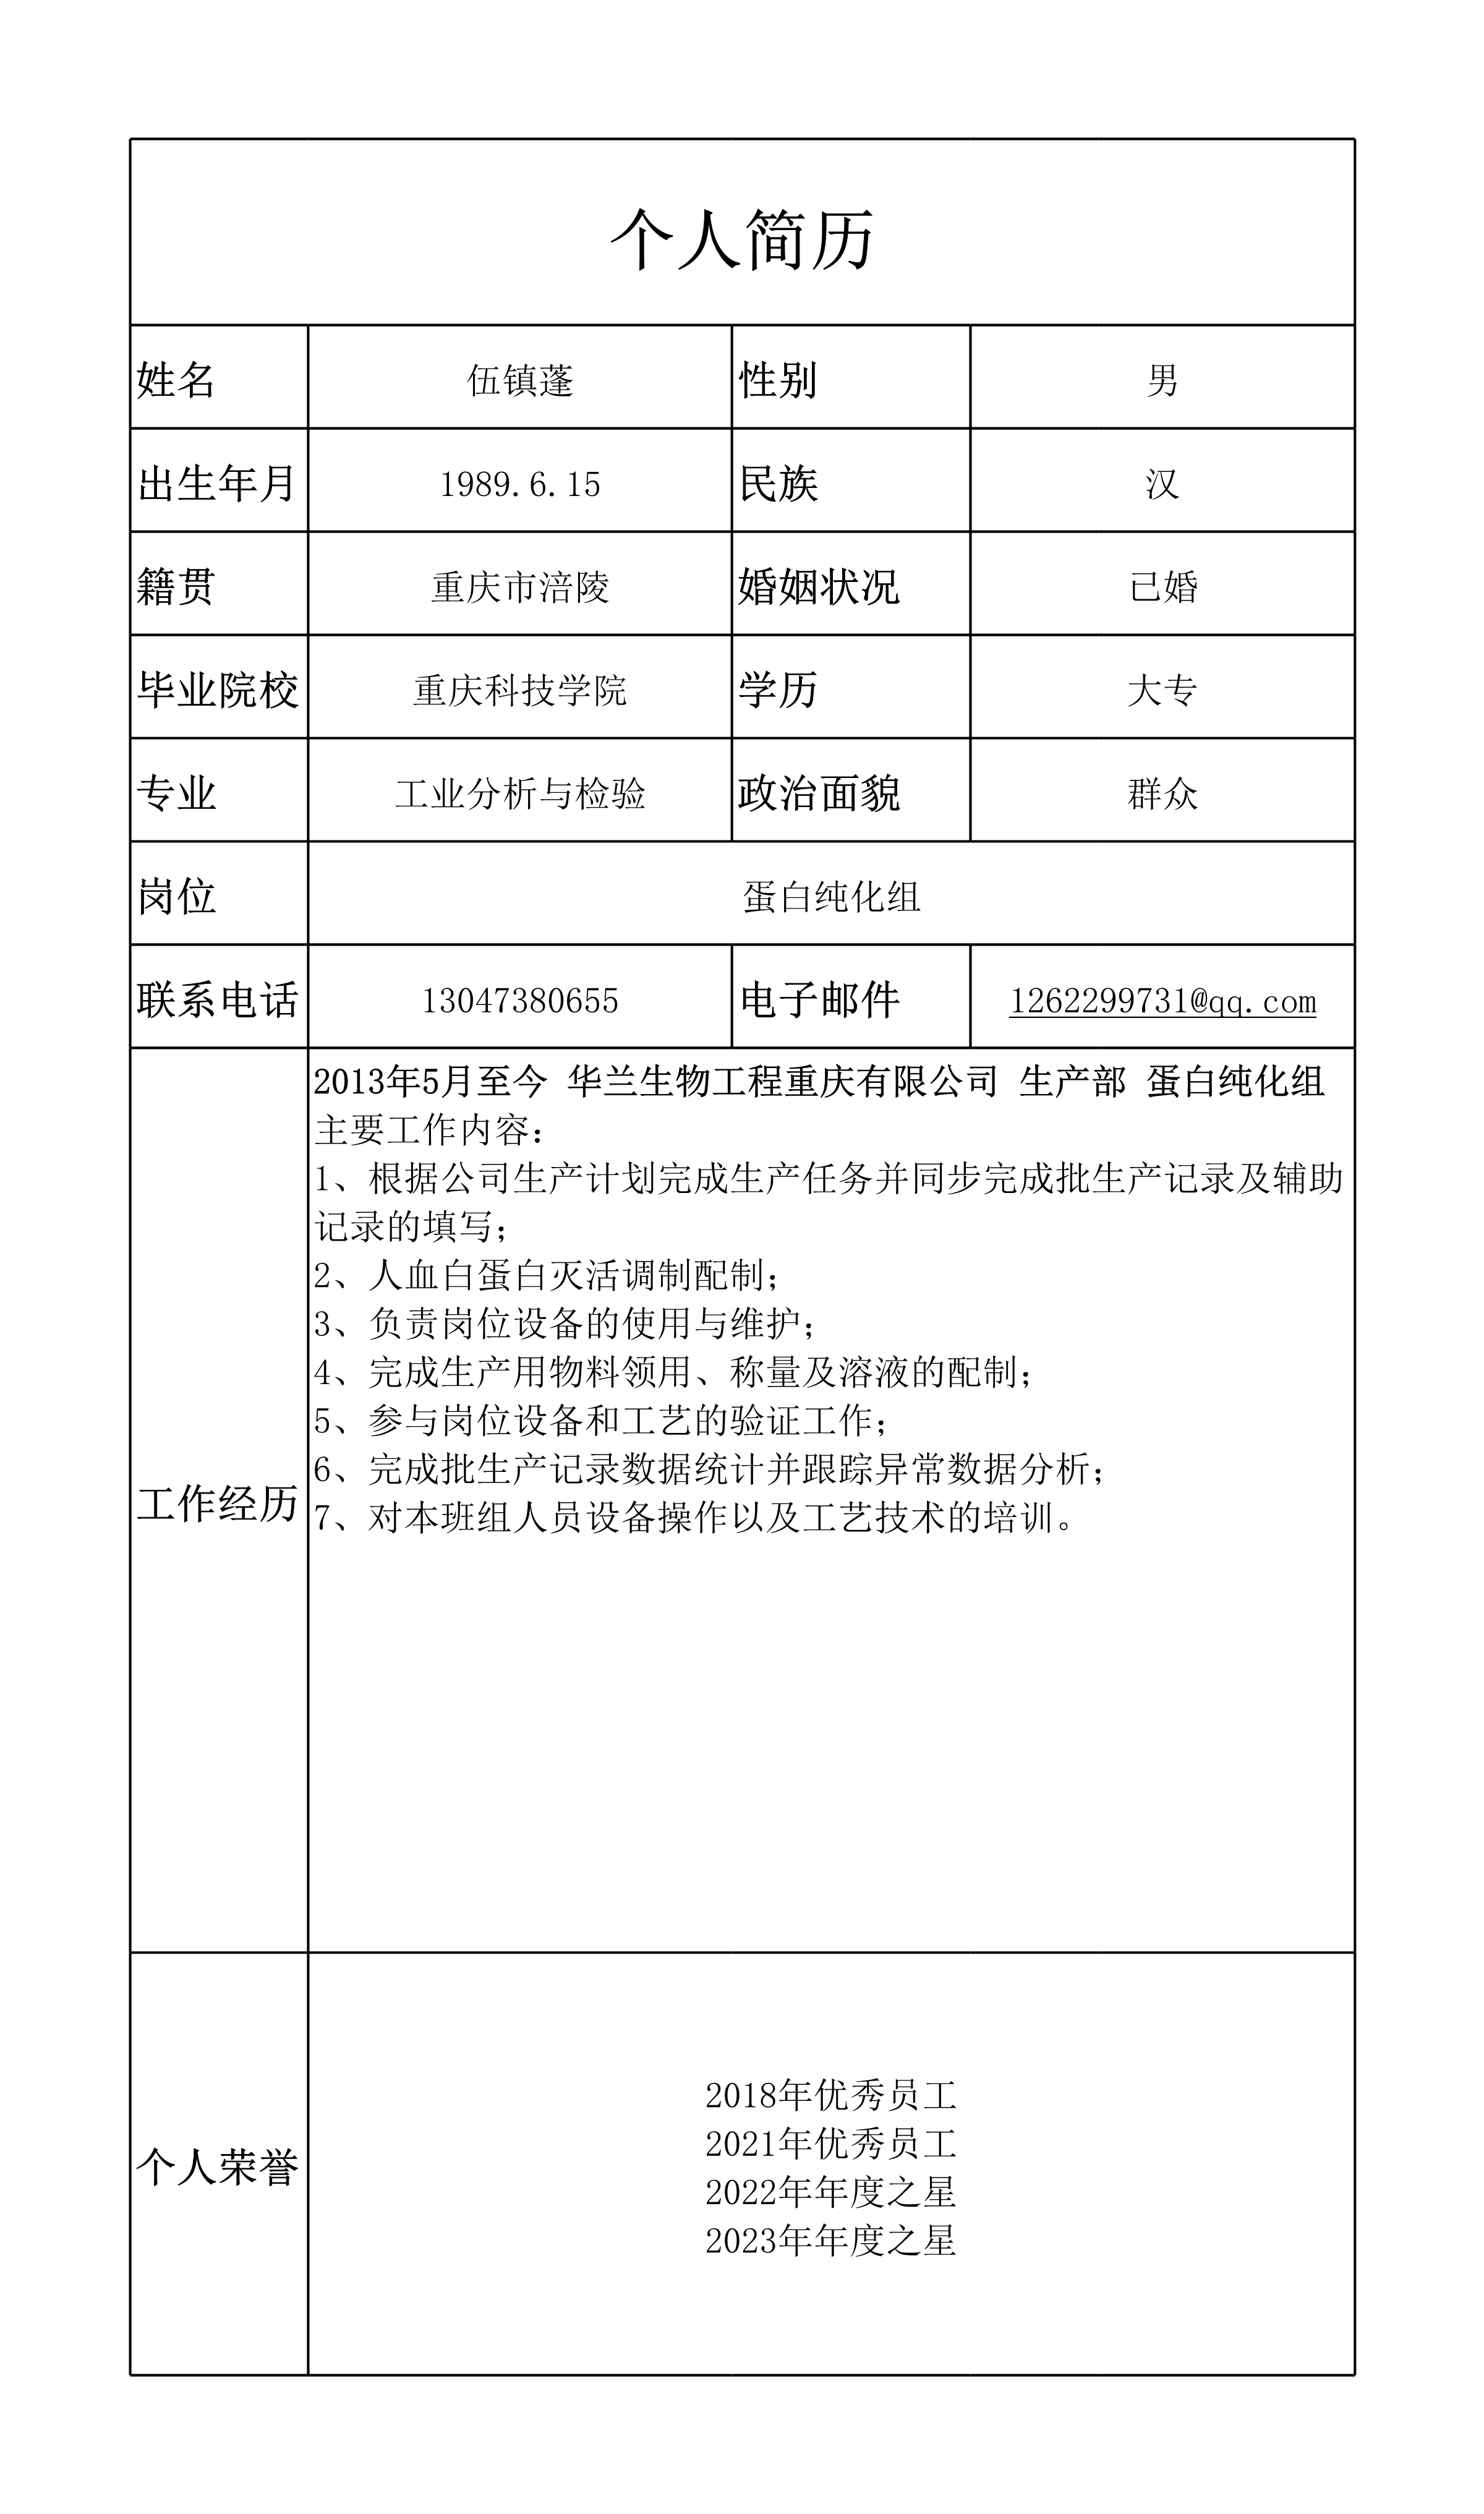 个人简历
姓名 伍镇蓬 性别 男
出生年月 1989.6.15 民族 汉
籍贯 重庆市涪陵 婚姻状况 已婚
毕业院校 重庆科技学院 学历 大专
专业 工业分析与检验 政治面貌 群众
岗位 蛋白纯化组
联系电话 13047380655 电子邮件 1262299731@qq.com
2013年5月至今 华兰生物工程重庆有限公司 生产部 蛋白纯化组
主要工作内容：
1、根据公司生产计划完成生产任务并同步完成批生产记录及辅助
记录的填写；
2、人血白蛋白灭活调制配制；
3、负责岗位设备的使用与维护；
4、完成生产用物料领用、称量及溶液的配制；
5、参与岗位设备和工艺的验证工作；
6、完成批生产记录数据统计并跟踪异常数据分析；
工作经历
7、对本班组人员设备操作以及工艺技术的培训。
2018年优秀员工
2021年优秀员工
个人荣誉
2022年年度之星
2023年年度之星